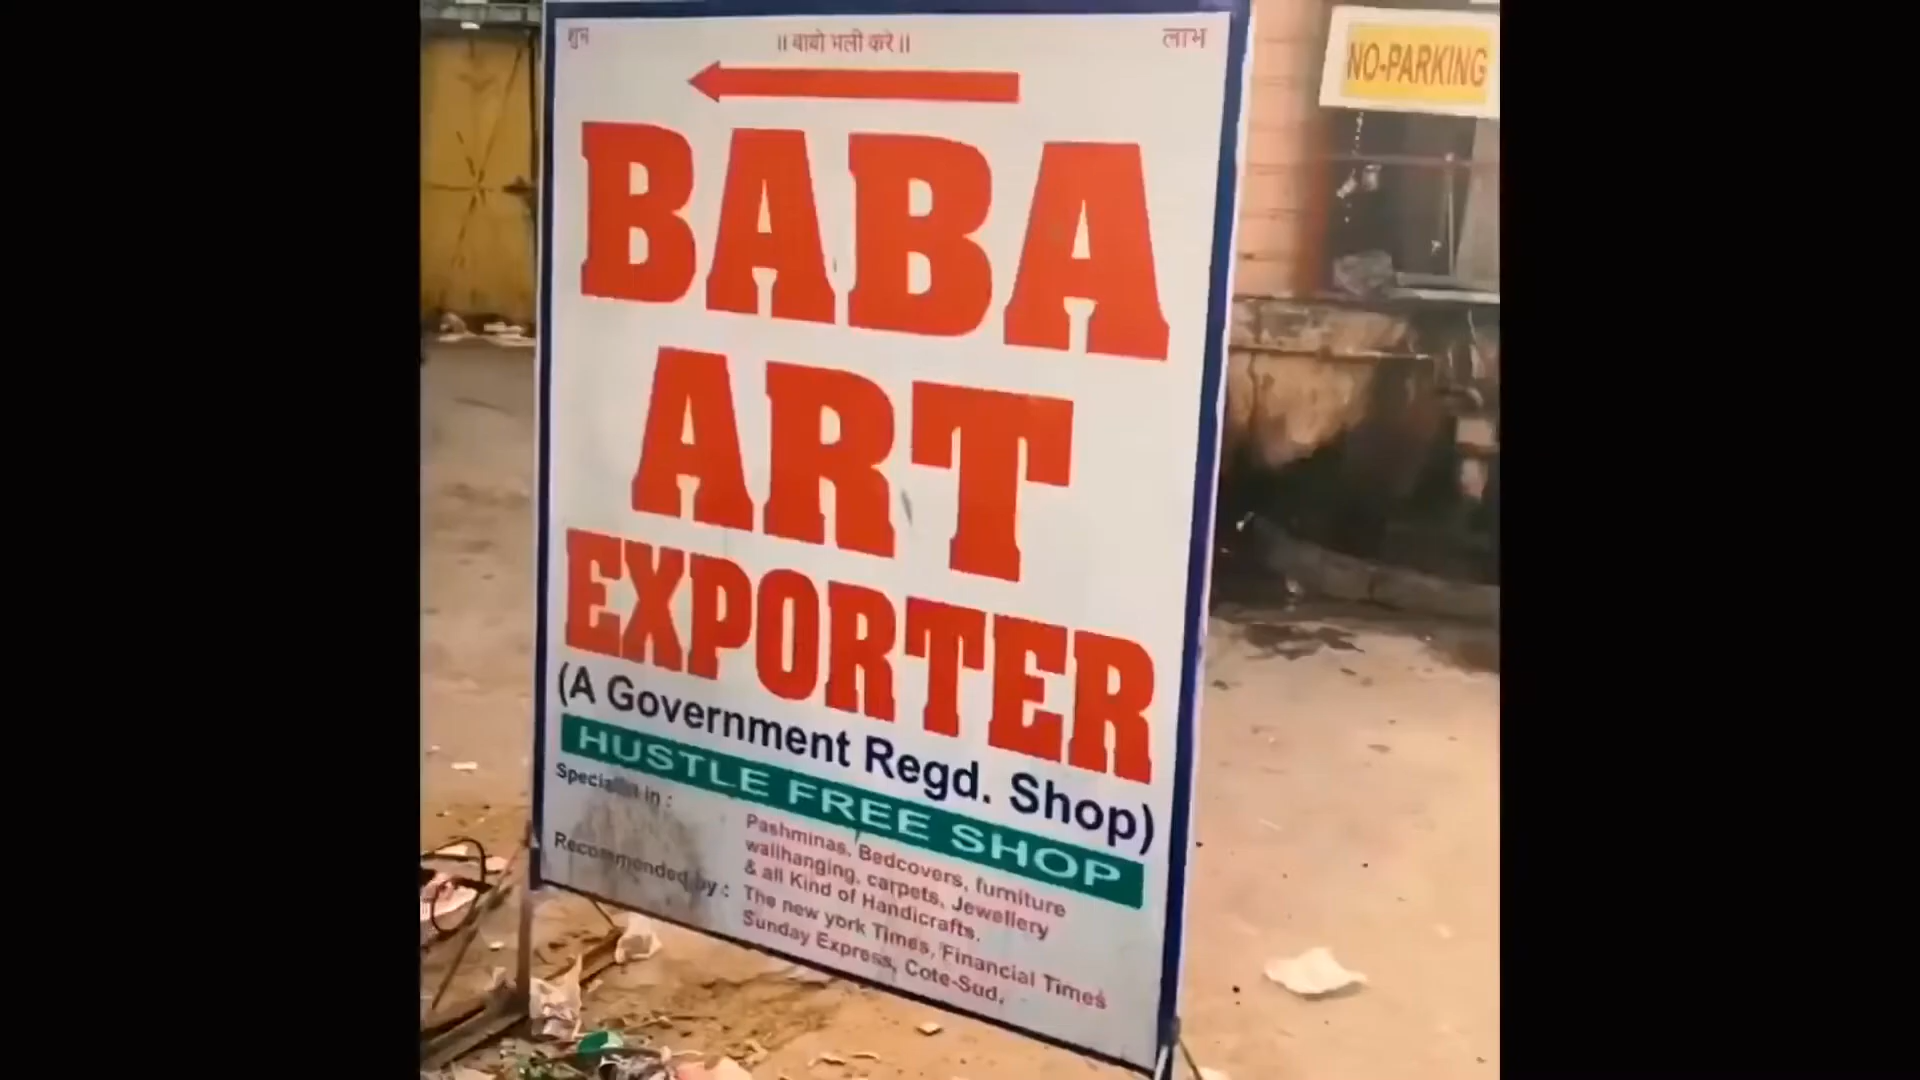 शुभ
॥ बाबो भली करे ॥
लाभ
NO-PARKING
BABA
ART
EXPORTER
(A Government Regd. Shop)
HUSTLE FREE SHOP
Specialist in :
Pashminas, Bedcovers, furniture
wallhanging, carpets, Jewellery
& all Kind of Handicrafts.
Recommended by :
The new york Times, Financial Times
Sunday Express, Cote-Sud.